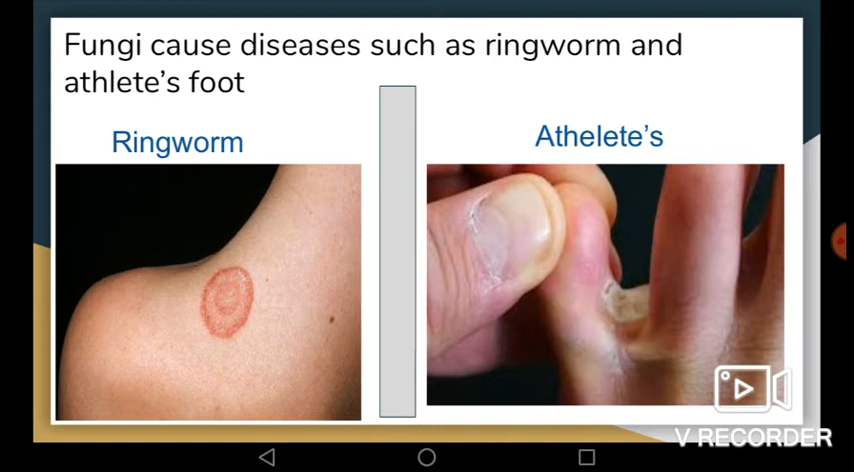 Fungi cause diseases such as ringworm and
athlete's foot
Ringworm
Athelete's
V RECORDER